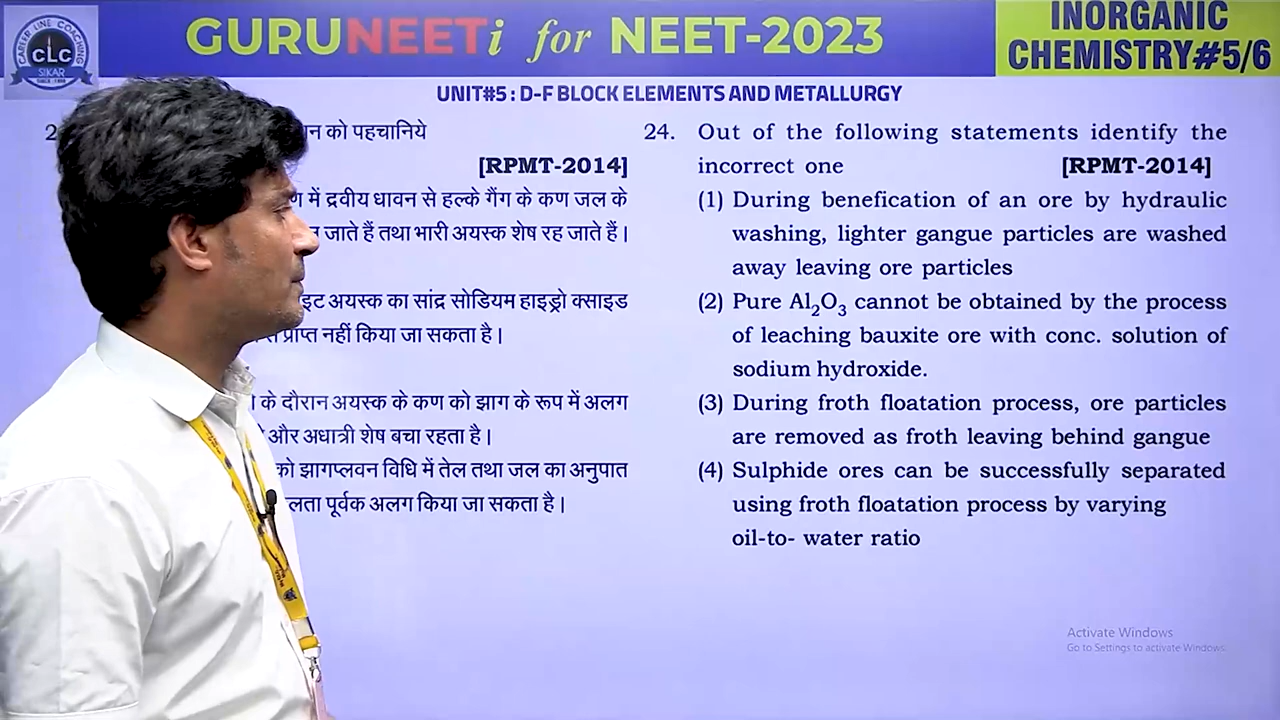 CAREER LINE COACHING
CLC
SIKAR
GURUNEETi for NEET-2023
INORGANIC
CHEMISTRY#5/6
UNIT#5 : D-F BLOCK ELEMENTS AND METALLURGY
2
को पहचानिये
[RPMT-2014]
में द्रवीय धावन से हल्के गैंग के कण जल के
जाते हैं तथा भारी अयस्क शेष रह जाते हैं।
अयस्क का सांद्र सोडियम हाइड्रो क्साइड
प्राप्त नहीं किया जा सकता है।
के दौरान अयस्क के कण को झाग के रूप में अलग
और अधात्री शेष बचा रहता है।
को झागप्लवन विधि में तेल तथा जल का अनुपात
पूर्वक अलग किया जा सकता है।
24. Out of the following statements identify the
incorrect one [RPMT-2014]
(1) During benefication of an ore by hydraulic
washing, lighter gangue particles are washed
away leaving ore particles
(2) Pure Al₂O₃ cannot be obtained by the process
of leaching bauxite ore with conc. solution of
sodium hydroxide.
(3) During froth floatation process, ore particles
are removed as froth leaving behind gangue
(4) Sulphide ores can be successfully separated
using froth floatation process by varying
oil-to- water ratio
Activate Windows
Go to Settings to activate Windows.